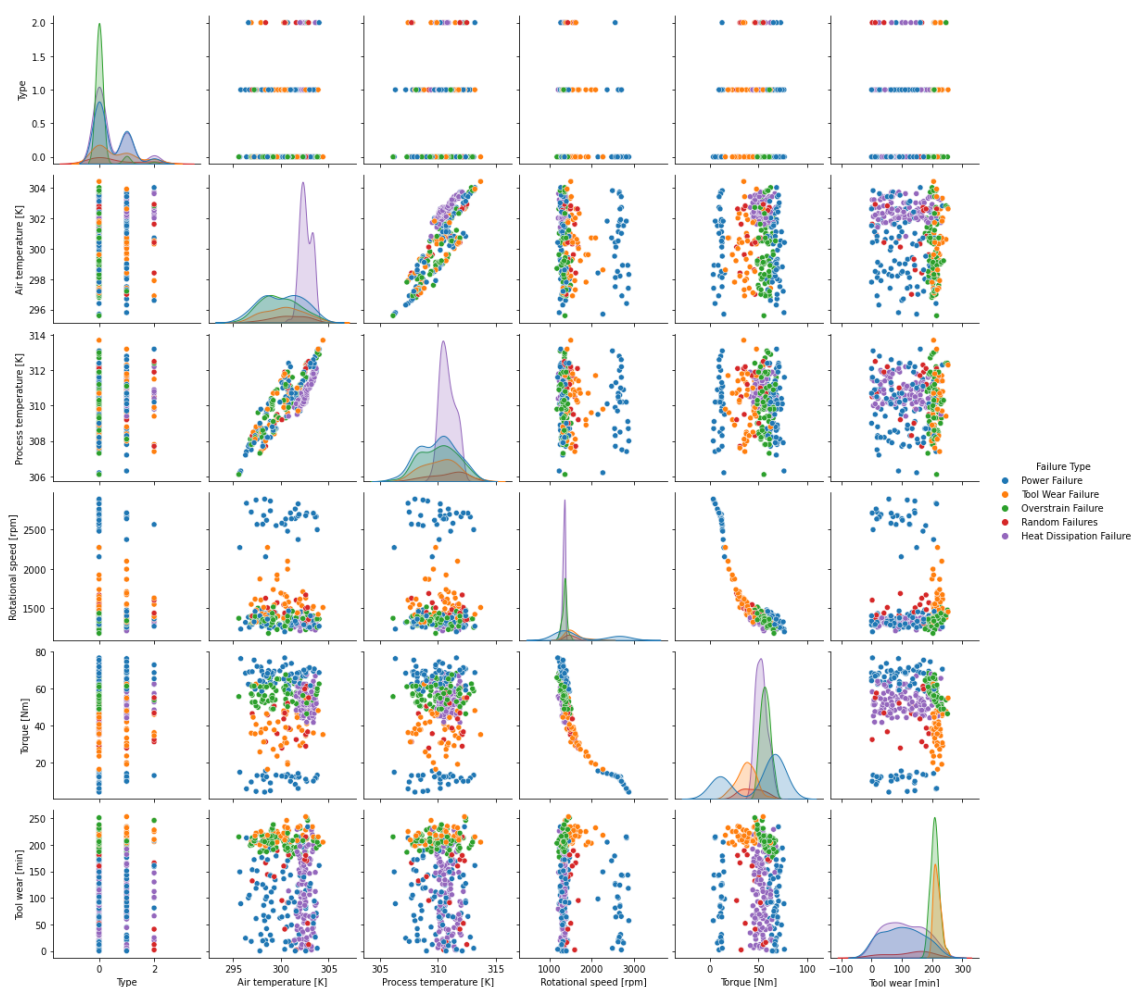 2.0
1.5
1.0
0.5
0.0
Type
304
302
300
298
296
Air temperature [K]
314
312
310
308
306
Process temperature [K]
Failure Type
Power Failure
Tool Wear Failure
Overstrain Failure
Random Failures
Heat Dissipation Failure
2500
2000
1500
Rotational speed [rpm]
80
60
40
20
Torque [Nm]
250
200
150
100
50
0
Tool wear [min]
0 2 295 300 305 305 310 315 1000 2000 3000 0 50 100 −100 0 100 200 300
Type Air temperature [K] Process temperature [K] Rotational speed [rpm] Torque [Nm] Tool wear [min]